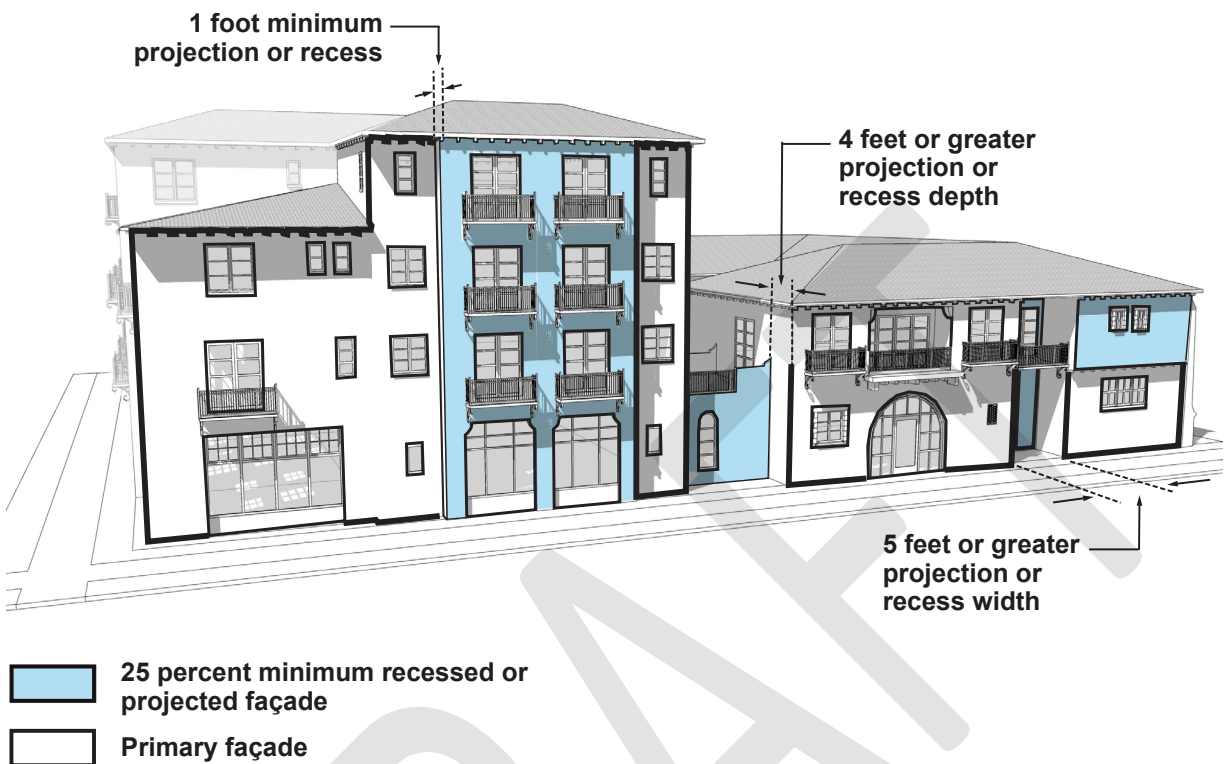 1 foot minimum
projection or recess
4 feet or greater
projection or
recess depth
5 feet or greater
projection or
recess width
25 percent minimum recessed or
projected façade
Primary façade
DRAFT